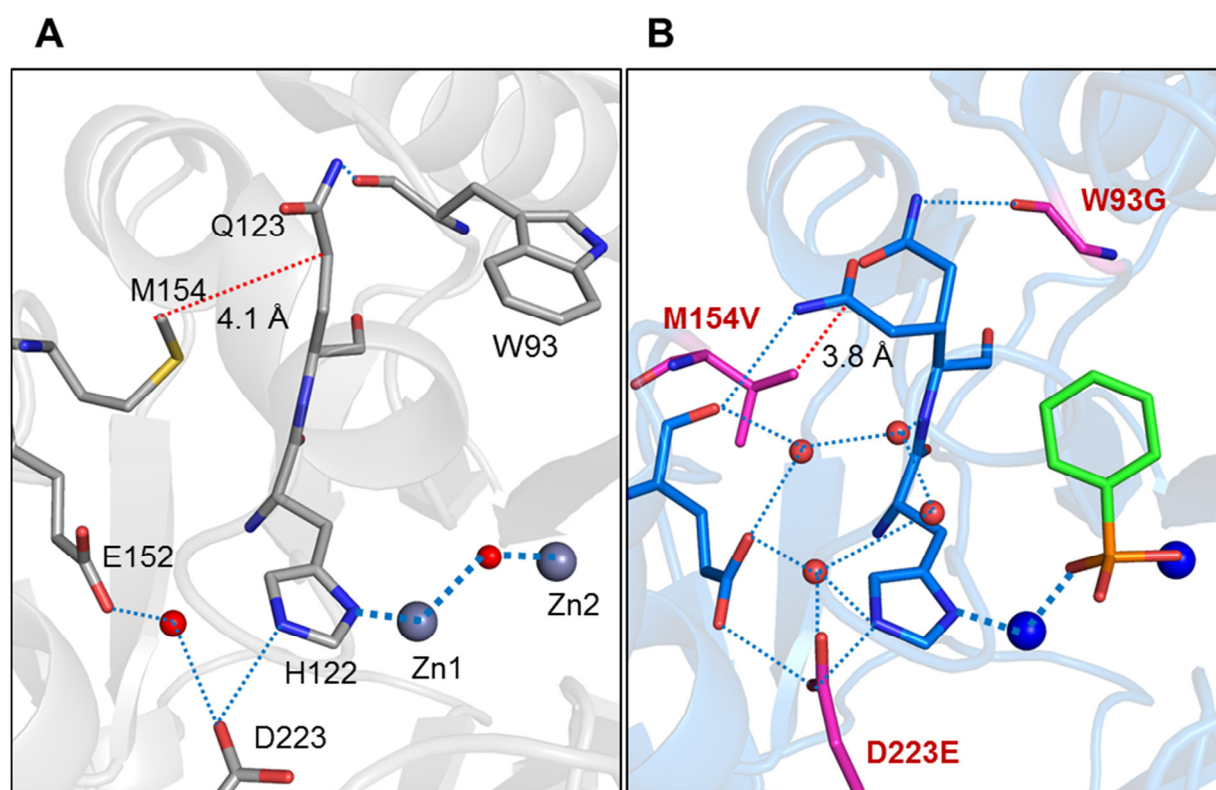 A
B
Q123
W93G
M154
4.1 Å
M154V
W93
3.8 Å
E152
Zn2
H122
Zn1
D223
D223E